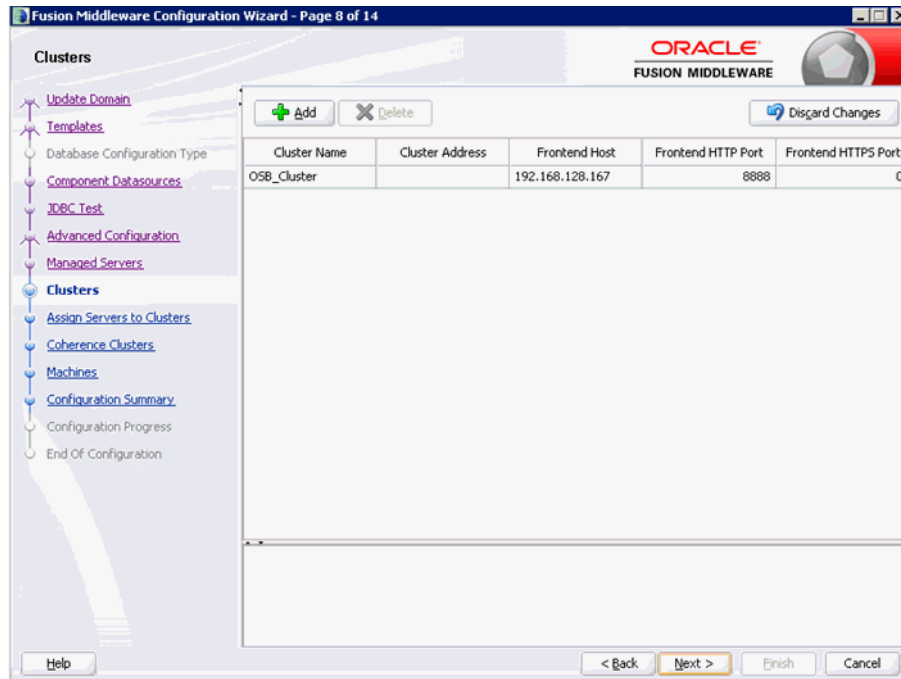 Fusion Middleware Configuration Wizard - Page 8 of 14
Clusters
ORACLE
FUSION MIDDLEWARE
Update Domain
Templates
Database Configuration Type
Component Datasources
JDBC Test
Advanced Configuration
Managed Servers
Clusters
Assign Servers to Clusters
Coherence Clusters
Machines
Configuration Summary
Configuration Progress
End Of Configuration
Add Delete Discard Changes
Cluster Name Cluster Address Frontend Host Frontend HTTP Port Frontend HTTPS Port
OSB_Cluster 192.168.128.167 8888 0
Help < Back Next > Finish Cancel